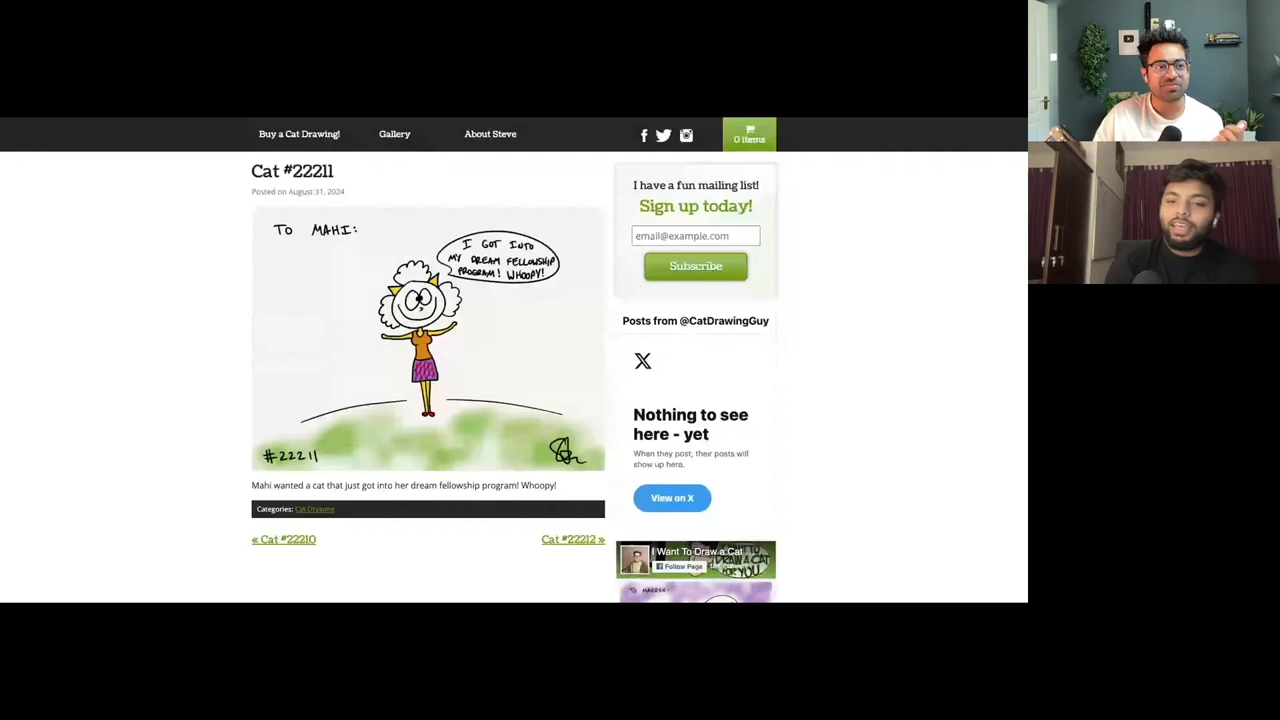 Buy a Cat Drawing!
Gallery
About Steve
0 items
Cat #22211
Posted on August 31, 2024
TO MAHI:
I GOT INTO
MY DREAM FELLOWSHIP
PROGRAM! WHOOPY!
#22211
Mahi wanted a cat that just got into her dream fellowship program! Whoopy!
Categories: Cat Drawing
« Cat #22210
Cat #22212 »
I have a fun mailing list!
Sign up today!
email@example.com
Subscribe
Posts from @CatDrawingGuy
Nothing to see
here - yet
When they post, their posts will
show up here.
View on X
I Want To Draw a Cat
Follow Page
DRAW A CAT
YOU